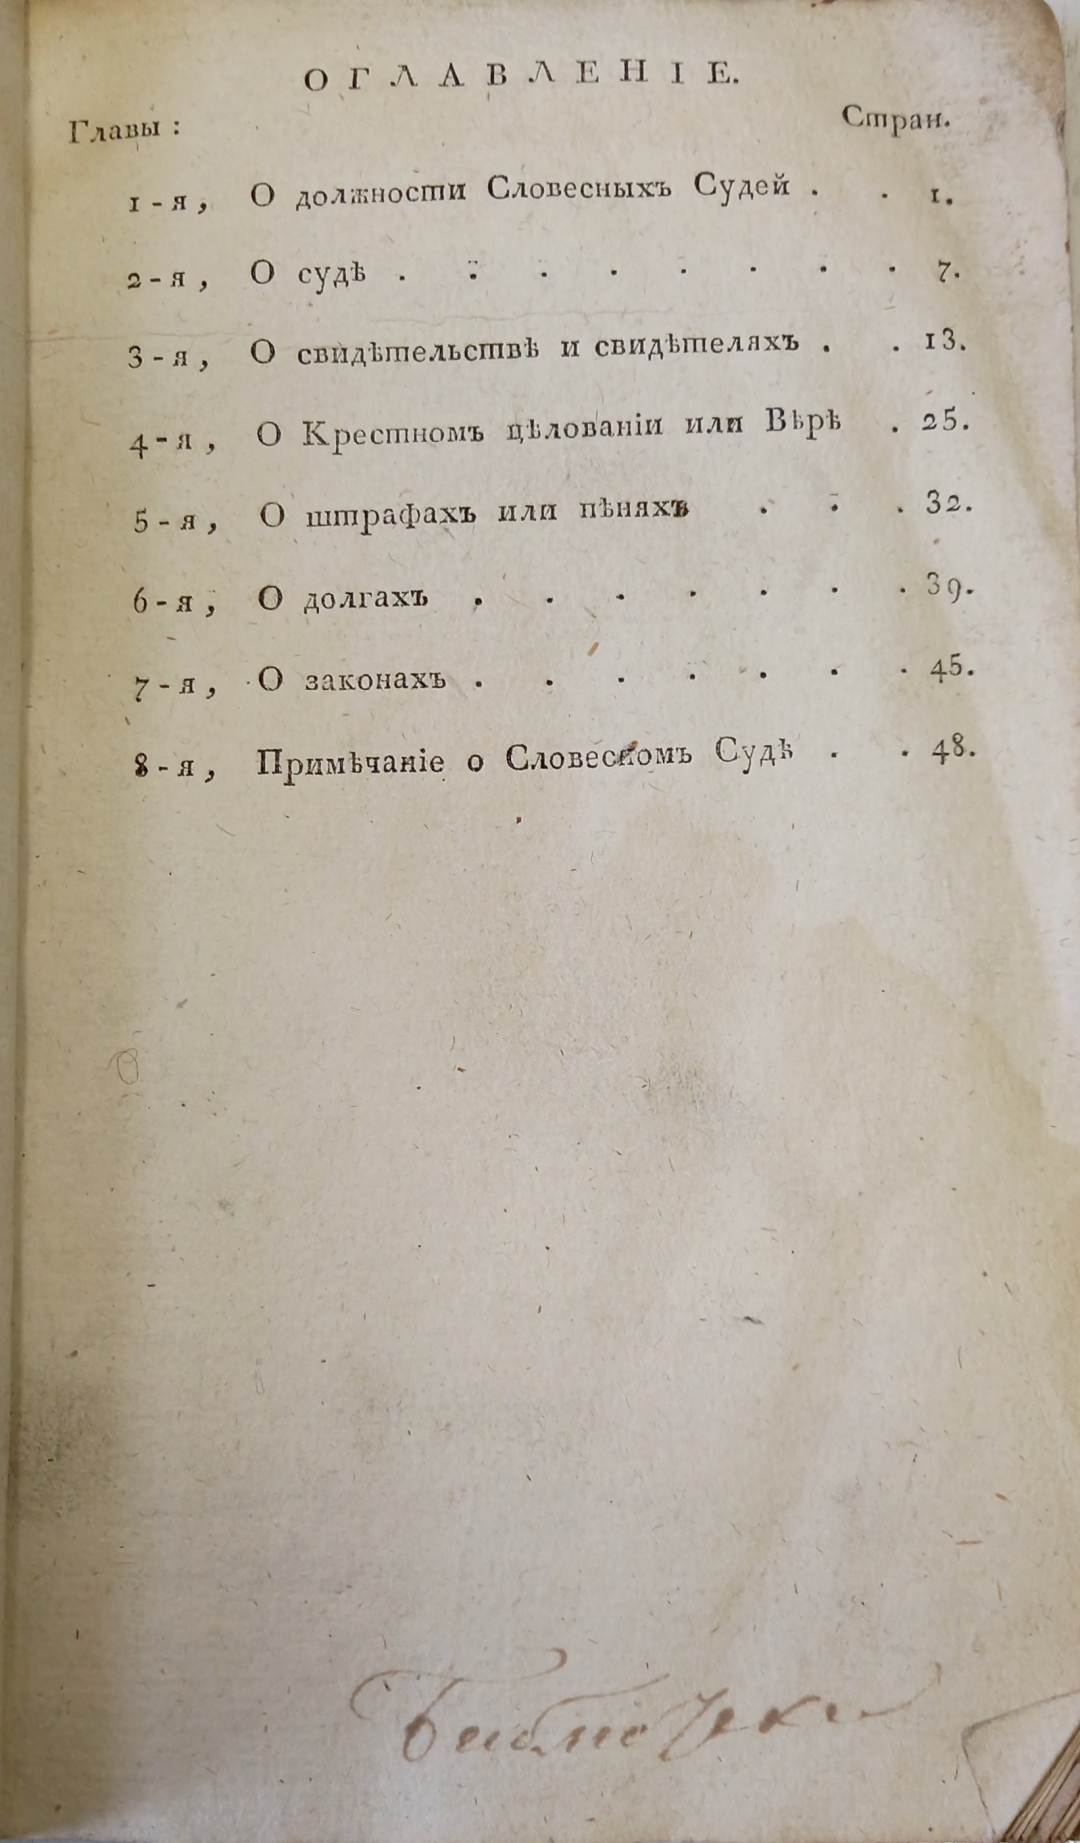 ОГЛАВЛЕНІЕ.
Главы : Стран.
1-я, О должности Словесныхъ Судей . . 1.
2-я, О судѣ . . . . . . . . 7.
3-я, О свидѣтельствѣ и свидѣтеляхъ . . 13.
4-я, О Крестномъ цѣлованіи или Вѣрѣ . 25.
5-я, О штрафахъ или пѣняхъ . . . 32.
6-я, О долгахъ . . . . . . . 39.
7-я, О законахъ . . . . . . . 45.
8-я, Примѣчаніе о Словесномъ Судѣ . . 48.
Библіотеки